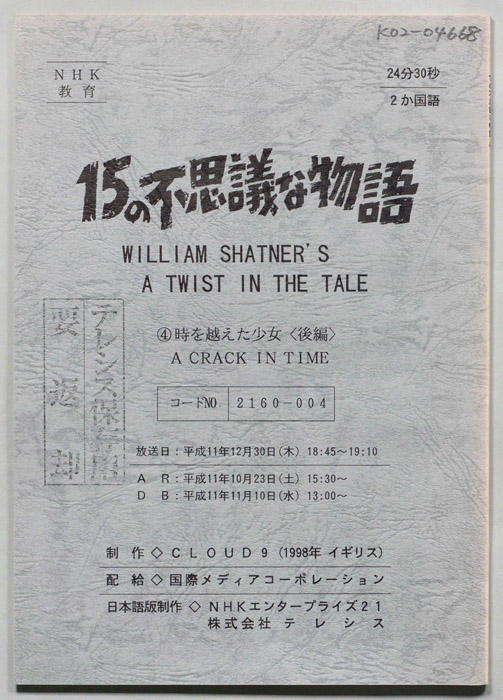 K02-04668
NHK
教育
24分30秒
2か国語
15の不思議な物語
WILLIAM SHATNER'S
A TWIST IN THE TALE
④時を越えた少女〈後編〉
A CRACK IN TIME
コードNO 2160-004
テレシス保存用
要返却
放送日：平成11年12月30日(木) 18:45～19:10
AR：平成11年10月23日(土) 15:30～
DB：平成11年11月10日(水) 13:00～
制作◇CLOUD9 (1998年 イギリス)
配給◇国際メディアコーポレーション
日本語版制作◇NHKエンタープライズ21
株式会社テレシス